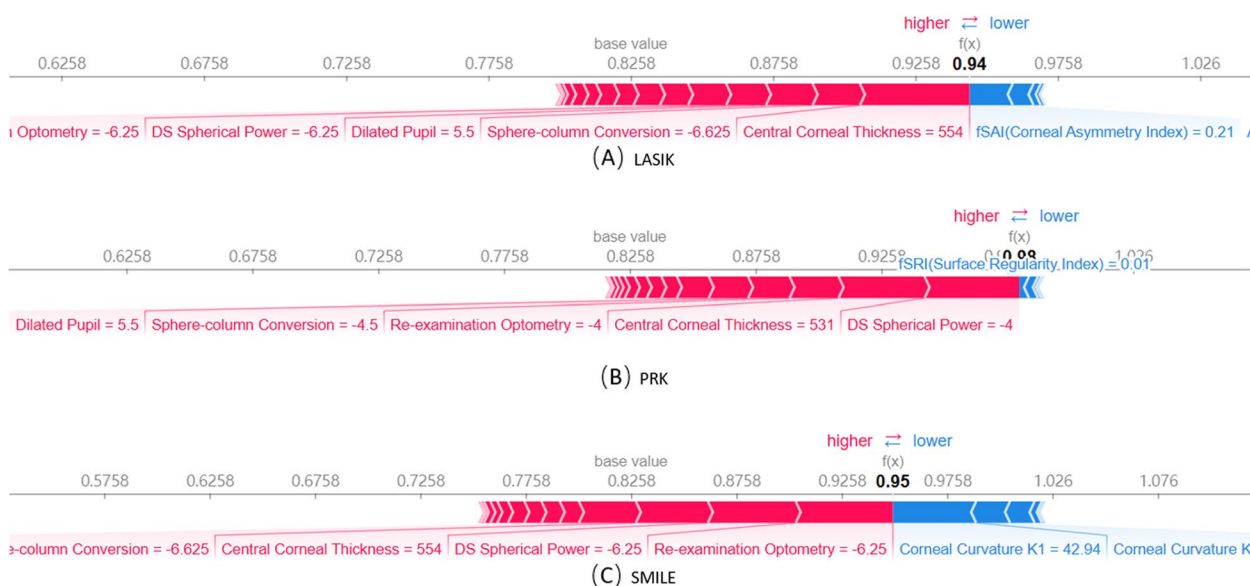 higher ⇄ lower
base value f(x)
0.6258 0.6758 0.7258 0.7758 0.8258 0.8758 0.9258 0.94 0.9758 1.026
Optometry = -6.25 DS Spherical Power = -6.25 Dilated Pupil = 5.5 Sphere-column Conversion = -6.625 Central Corneal Thickness = 554 fSAI(Corneal Asymmetry Index) = 0.21
(A) LASIK
higher ⇄ lower
base value f(x)
0.6258 0.6758 0.7258 0.7758 0.8258 0.8758 0.9258 0.98 1.026
fSRI(Surface Regularity Index) = 0.01
Dilated Pupil = 5.5 Sphere-column Conversion = -4.5 Re-examination Optometry = -4 Central Corneal Thickness = 531 DS Spherical Power = -4
(B) PRK
higher ⇄ lower
base value f(x)
0.5758 0.6258 0.6758 0.7258 0.7758 0.8258 0.8758 0.9258 0.95 0.9758 1.026 1.076
e-column Conversion = -6.625 Central Corneal Thickness = 554 DS Spherical Power = -6.25 Re-examination Optometry = -6.25 Corneal Curvature K1 = 42.94 Corneal Curvature K
(C) SMILE